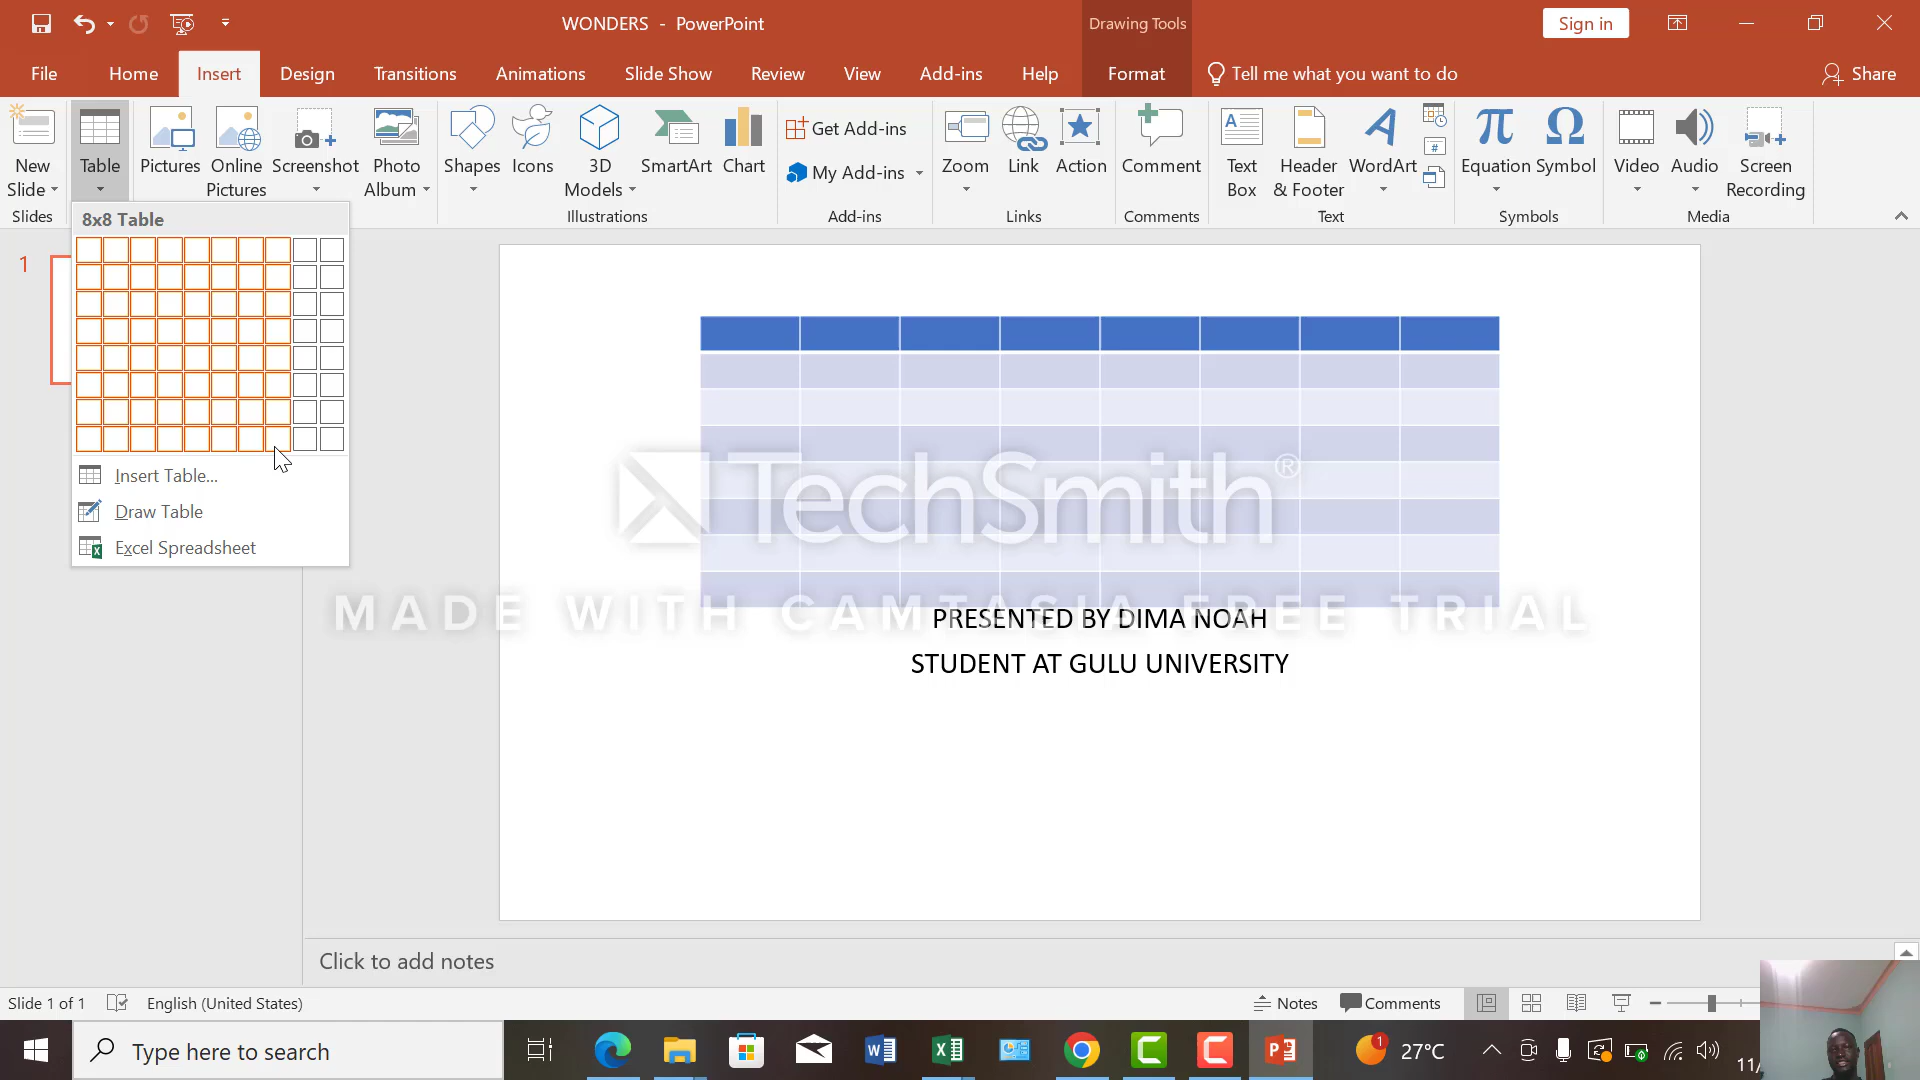 WONDERS - PowerPoint
Drawing Tools
Sign in
File Home Insert Design Transitions Animations Slide Show Review View Add-ins Help Format Tell me what you want to do Share
New Slide
Table
Pictures
Online Pictures
Screenshot
Photo Album
Shapes
Icons
3D Models
SmartArt
Chart
Get Add-ins
My Add-ins
Zoom
Link
Action
Comment
Text Box
Header & Footer
WordArt
Equation
Symbol
Video
Audio
Screen Recording
Slides Illustrations Add-ins Links Comments Text Symbols Media
8x8 Table
1
Insert Table...
Draw Table
Excel Spreadsheet
TechSmith®
MADE WITH CAMTASIA FREE TRIAL
PRESENTED BY DIMA NOAH
STUDENT AT GULU UNIVERSITY
Click to add notes
Slide 1 of 1 English (United States) Notes Comments
Type here to search
1 27°C
11/